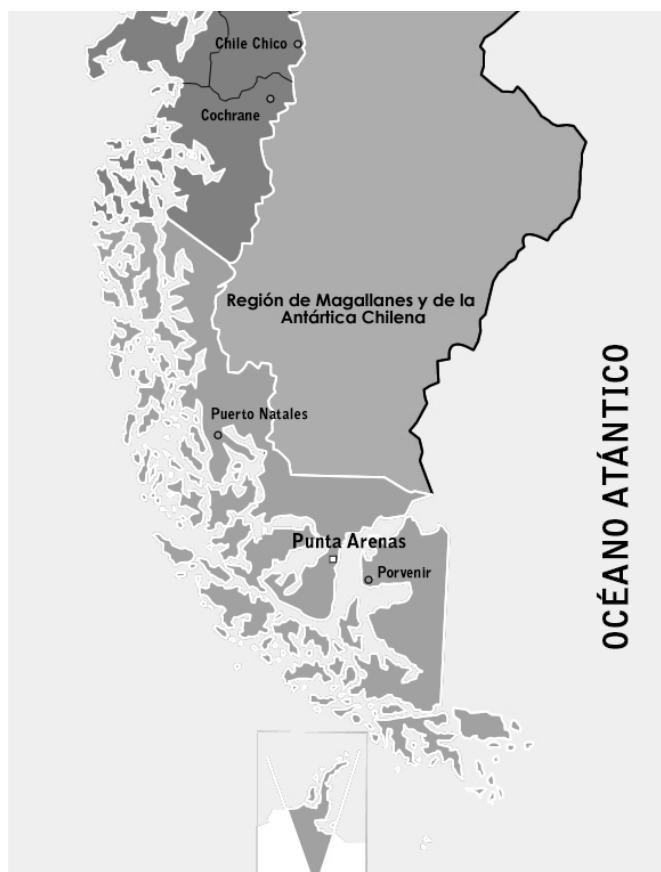 Chile Chico
Cochrane
Región de Magallanes y de la
Antártica Chilena
Puerto Natales
Punta Arenas
Porvenir
OCÉANO ATÁNTICO